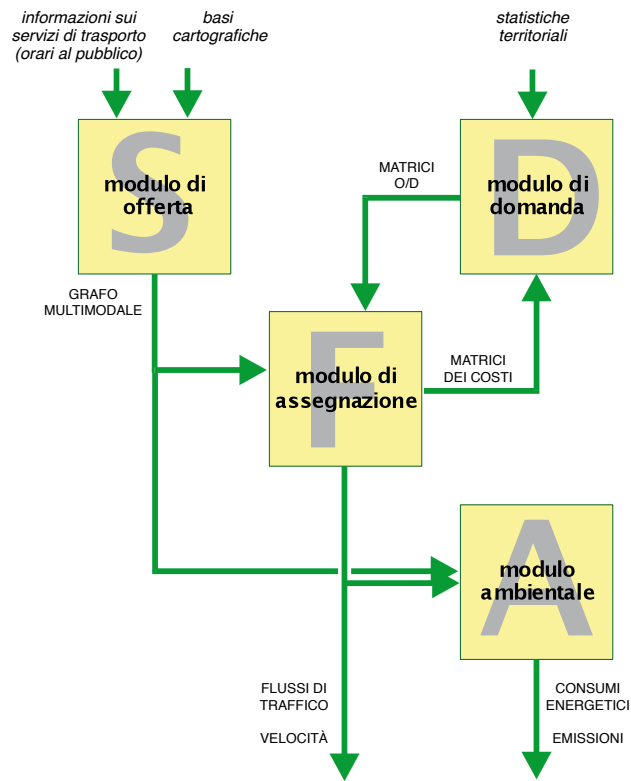 informazioni sui
servizi di trasporto
(orari al pubblico)
basi
cartografiche
statistiche
territoriali
S
modulo di
offerta
MATRICI
O/D
D
modulo di
domanda
GRAFO
MULTIMODALE
F
modulo di
assegnazione
MATRICI
DEI COSTI
A
modulo
ambientale
FLUSSI DI
TRAFFICO
VELOCITÀ
CONSUMI
ENERGETICI
EMISSIONI